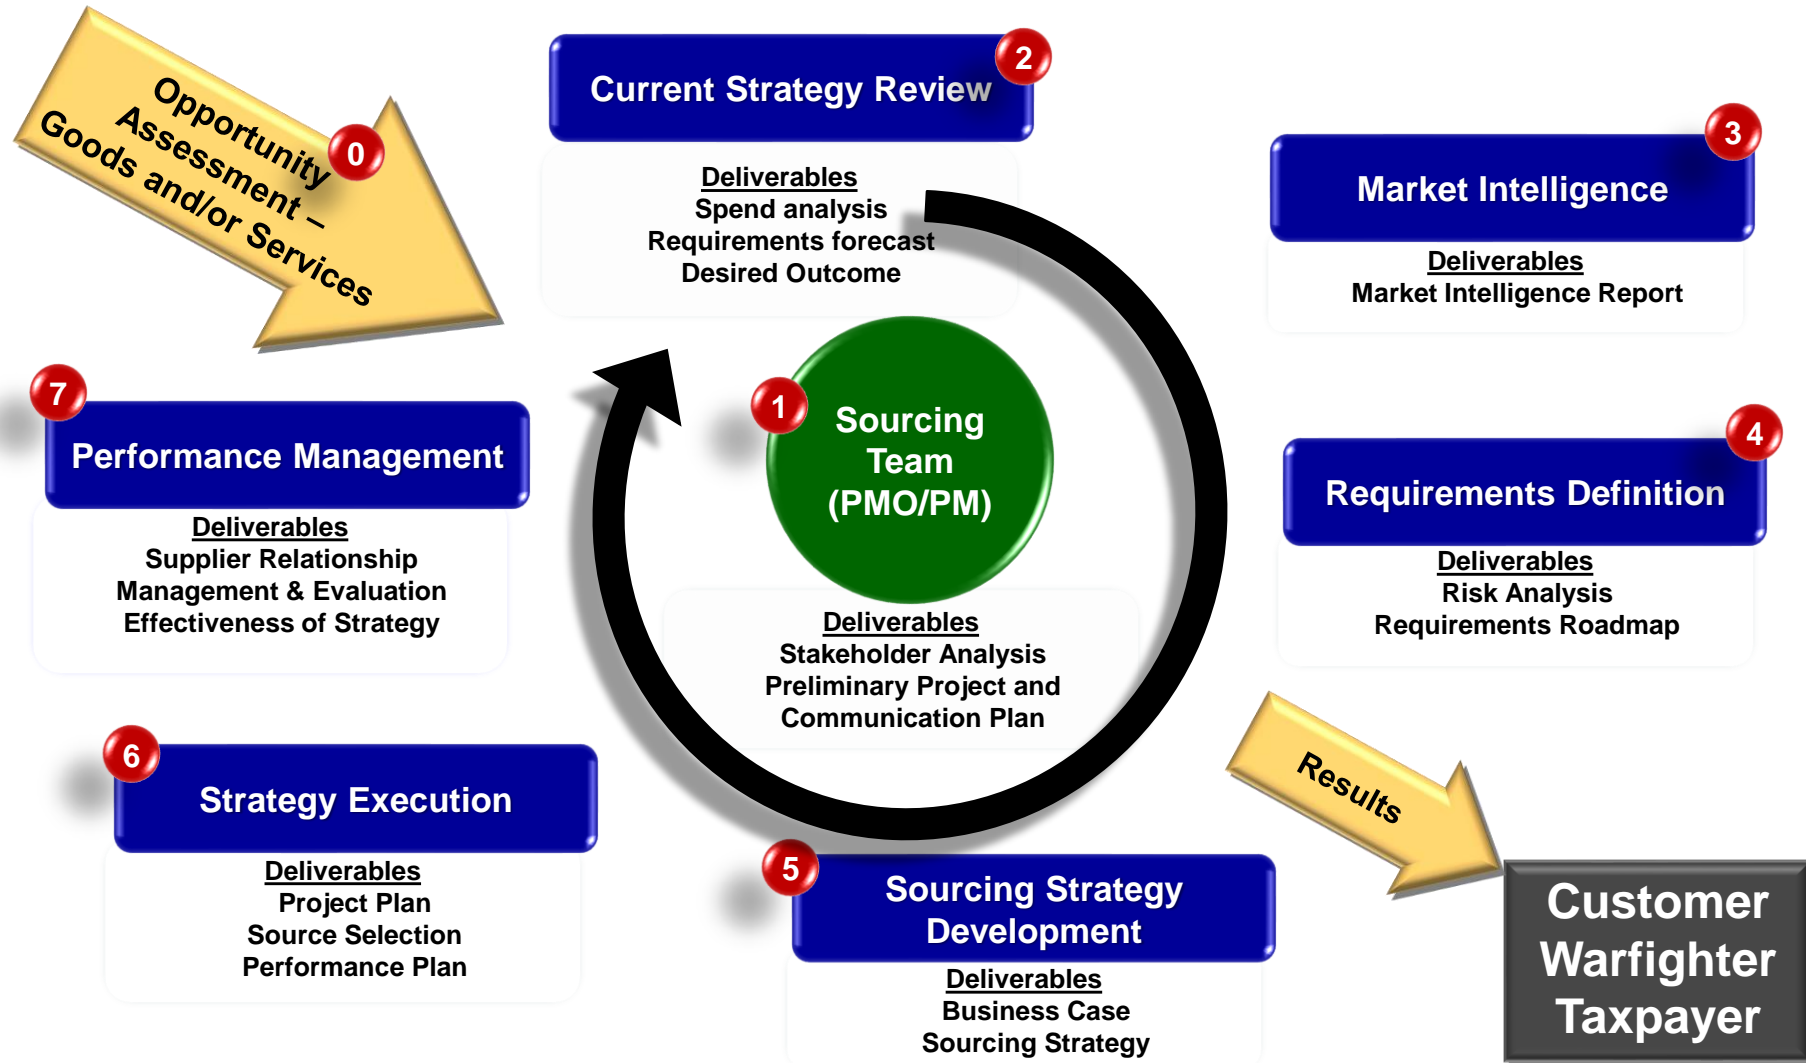 Opportunity
Assessment –
Goods and/or Services
0
2
Current Strategy Review
Deliverables
Spend analysis
Requirements forecast
Desired Outcome
3
Market Intelligence
Deliverables
Market Intelligence Report
7
Performance Management
Deliverables
Supplier Relationship
Management & Evaluation
Effectiveness of Strategy
1
Sourcing
Team
(PMO/PM)
Deliverables
Stakeholder Analysis
Preliminary Project and
Communication Plan
4
Requirements Definition
Deliverables
Risk Analysis
Requirements Roadmap
6
Strategy Execution
Deliverables
Project Plan
Source Selection
Performance Plan
5
Sourcing Strategy
Development
Deliverables
Business Case
Sourcing Strategy
Results
Customer
Warfighter
Taxpayer